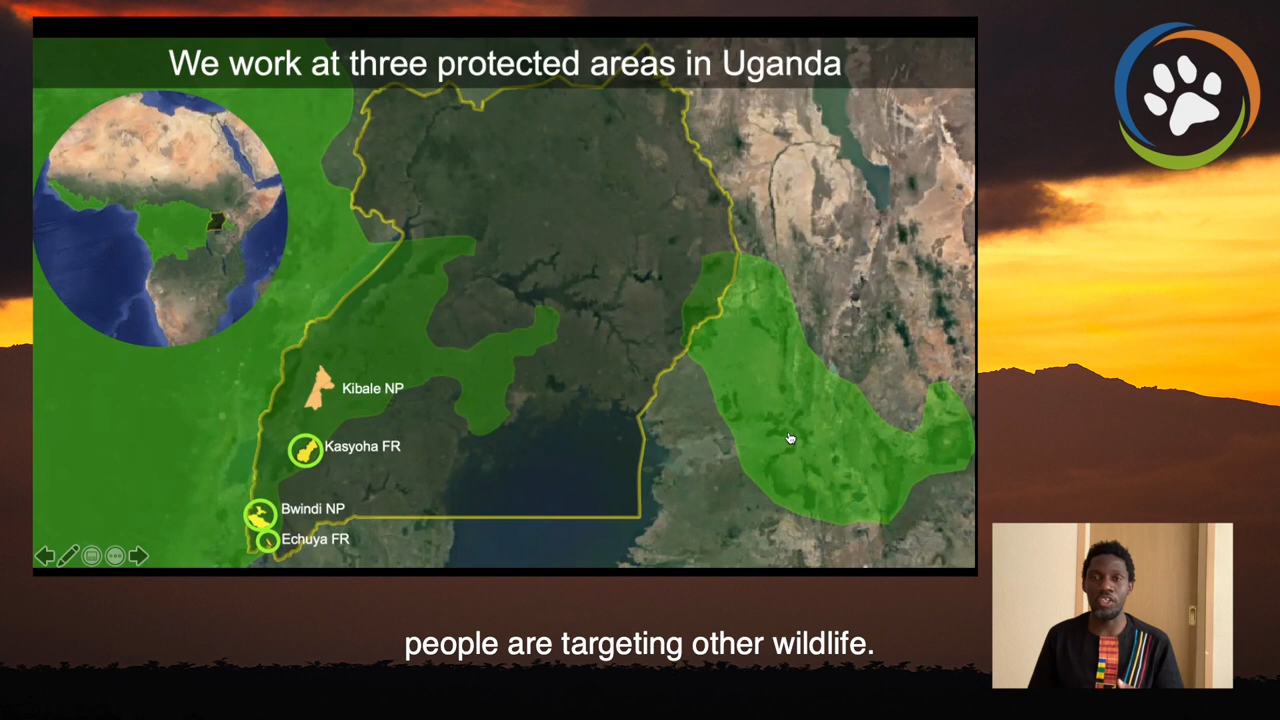 We work at three protected areas in Uganda
Kibale NP
Kasyoha FR
Bwindi NP
Echuya FR
people are targeting other wildlife.